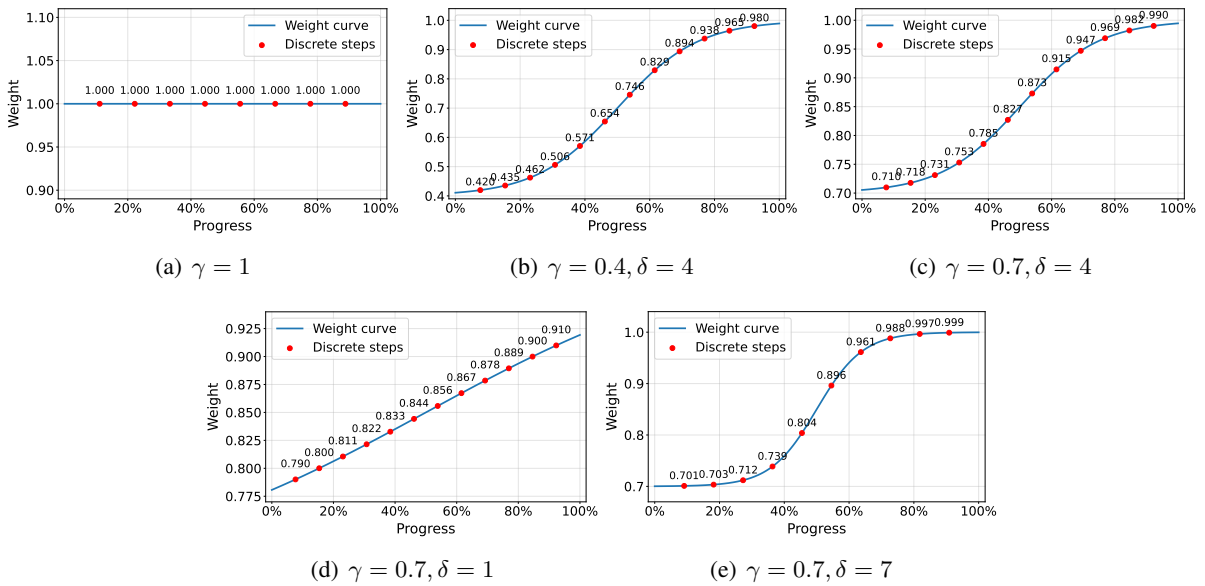 1.10
1.05
1.00
0.95
0.90
Weight
Weight curve
Discrete steps
1.000 1.000 1.000 1.000 1.000 1.000 1.000 1.000
0% 20% 40% 60% 80% 100%
Progress
(a) γ = 1
1.0
0.9
0.8
0.7
0.6
0.5
0.4
Weight
Weight curve
Discrete steps
0.420 0.435 0.462 0.506 0.571 0.654 0.746 0.829 0.894 0.938 0.965 0.980
0% 20% 40% 60% 80% 100%
Progress
(b) γ = 0.4, δ = 4
1.00
0.95
0.90
0.85
0.80
0.75
0.70
Weight
Weight curve
Discrete steps
0.710 0.718 0.731 0.753 0.785 0.827 0.873 0.915 0.947 0.969 0.982 0.990
0% 20% 40% 60% 80% 100%
Progress
(c) γ = 0.7, δ = 4
0.925
0.900
0.875
0.850
0.825
0.800
0.775
Weight
Weight curve
Discrete steps
0.790 0.800 0.811 0.822 0.833 0.844 0.856 0.867 0.878 0.889 0.900 0.910
0% 20% 40% 60% 80% 100%
Progress
(d) γ = 0.7, δ = 1
1.0
0.9
0.8
0.7
Weight
Weight curve
Discrete steps
0.701 0.703 0.712 0.739 0.804 0.896 0.961 0.988 0.997 0.999
0% 20% 40% 60% 80% 100%
Progress
(e) γ = 0.7, δ = 7